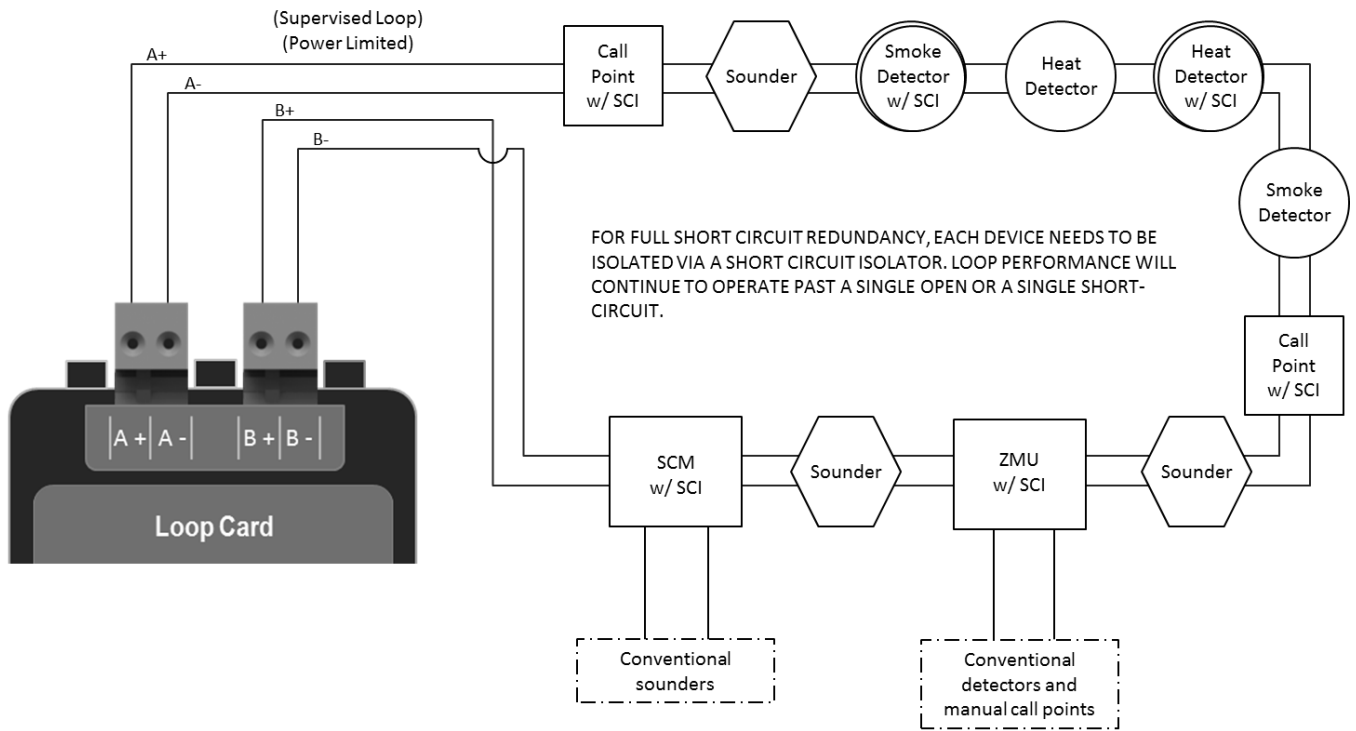 (Supervised Loop)
(Power Limited)
A+
A-
B+
B-
Call
Point
w/ SCI
Sounder
Smoke
Detector
w/ SCI
Heat
Detector
Heat
Detector
w/ SCI
Smoke
Detector
FOR FULL SHORT CIRCUIT REDUNDANCY, EACH DEVICE NEEDS TO BE
ISOLATED VIA A SHORT CIRCUIT ISOLATOR. LOOP PERFORMANCE WILL
CONTINUE TO OPERATE PAST A SINGLE OPEN OR A SINGLE SHORT-
CIRCUIT.
Call
Point
w/ SCI
|A +| A -| |B +| B -|
Loop Card
SCM
w/ SCI
Sounder
ZMU
w/ SCI
Sounder
Conventional
sounders
Conventional
detectors and
manual call points